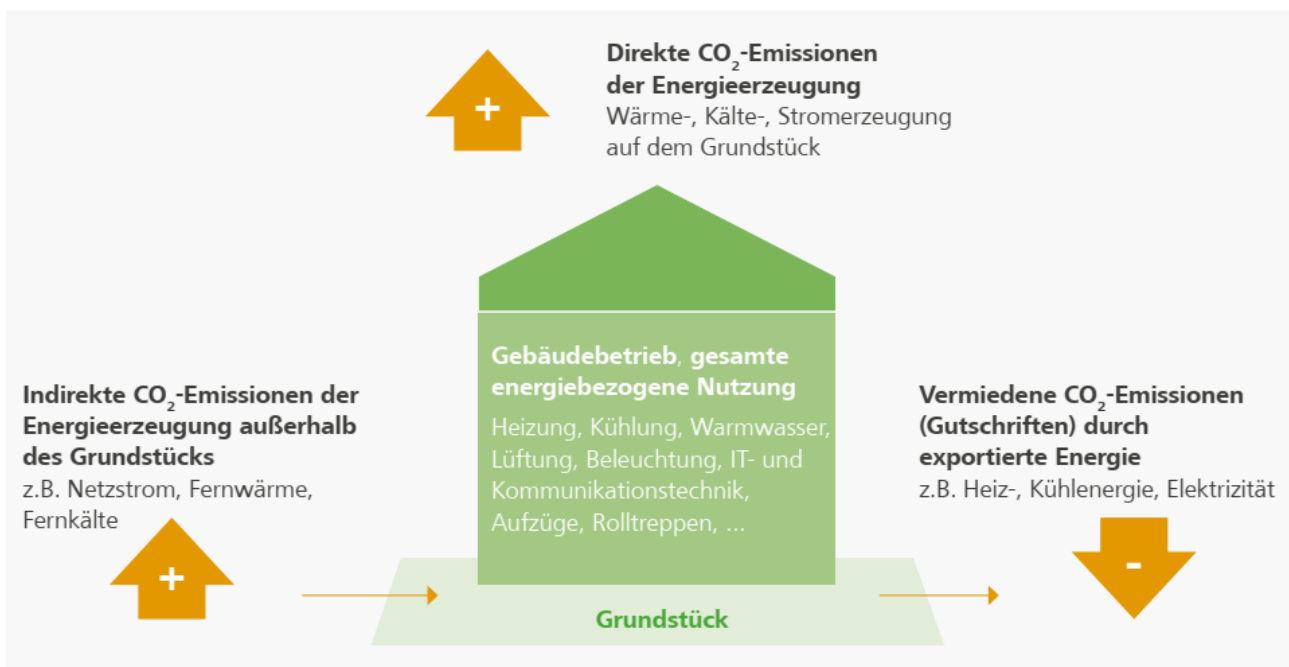 Direkte CO₂-Emissionen
der Energieerzeugung
Wärme-, Kälte-, Stromerzeugung
auf dem Grundstück
+
Gebäudebetrieb, gesamte
energiebezogene Nutzung
Heizung, Kühlung, Warmwasser,
Lüftung, Beleuchtung, IT- und
Kommunikationstechnik,
Aufzüge, Rolltreppen, ...
Indirekte CO₂-Emissionen der
Energieerzeugung außerhalb
des Grundstücks
z.B. Netzstrom, Fernwärme,
Fernkälte
+
Vermiedene CO₂-Emissionen
(Gutschriften) durch
exportierte Energie
z.B. Heiz-, Kühlenergie, Elektrizität
-
Grundstück